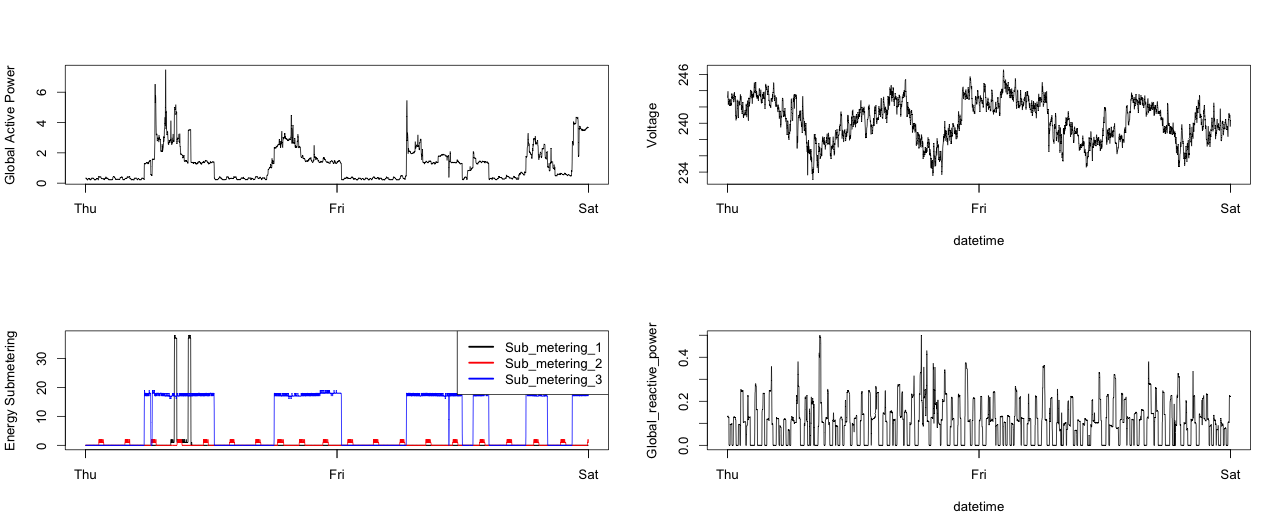 Global Active Power
6
4
2
0
Thu
Fri
Sat
Voltage
246
240
234
Thu
Fri
Sat
datetime
Energy Submetering
30
20
10
0
Sub_metering_1
Sub_metering_2
Sub_metering_3
Thu
Fri
Sat
Global_reactive_power
0.4
0.2
0.0
Thu
Fri
Sat
datetime